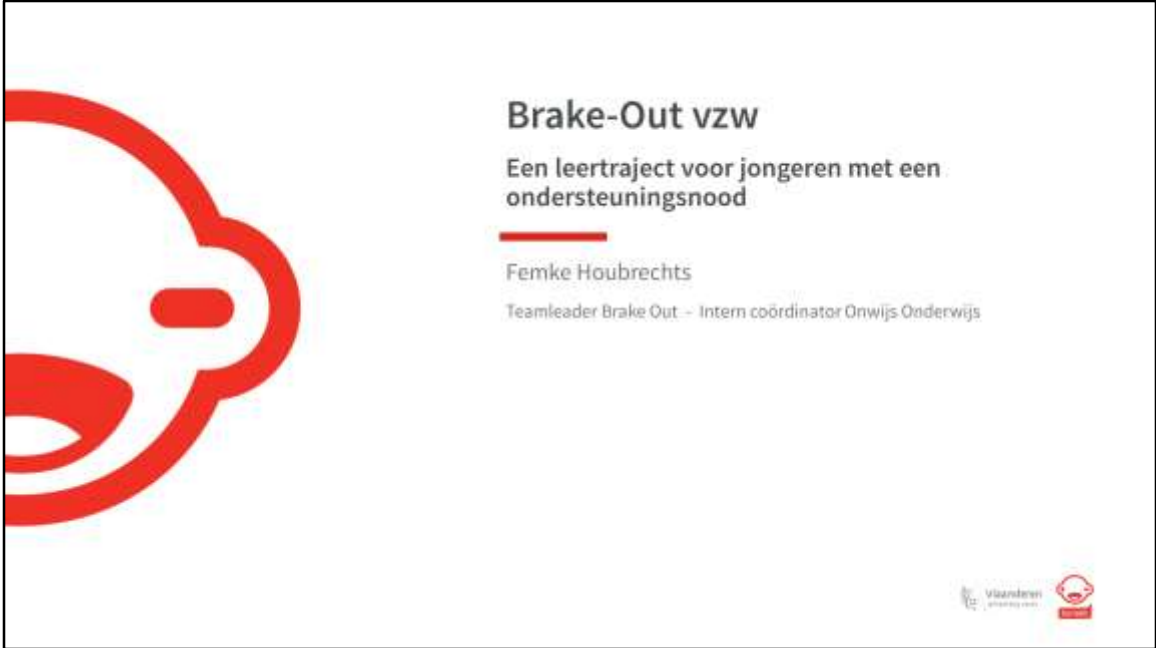 Brake-Out vzw
Een leertraject voor jongeren met een
ondersteuningsnood
Femke Houbrechts
Teamleader Brake Out - Intern coördinator Onwijs Onderwijs
Vlaanderen